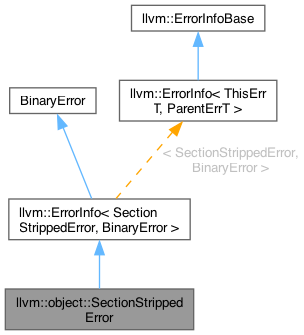 llvm::ErrorInfoBase
llvm::ErrorInfo< ThisErr
T, ParentErrT >
BinaryError
< SectionStrippedError,
BinaryError >
llvm::ErrorInfo< Section
StrippedError, BinaryError >
llvm::object::SectionStripped
Error